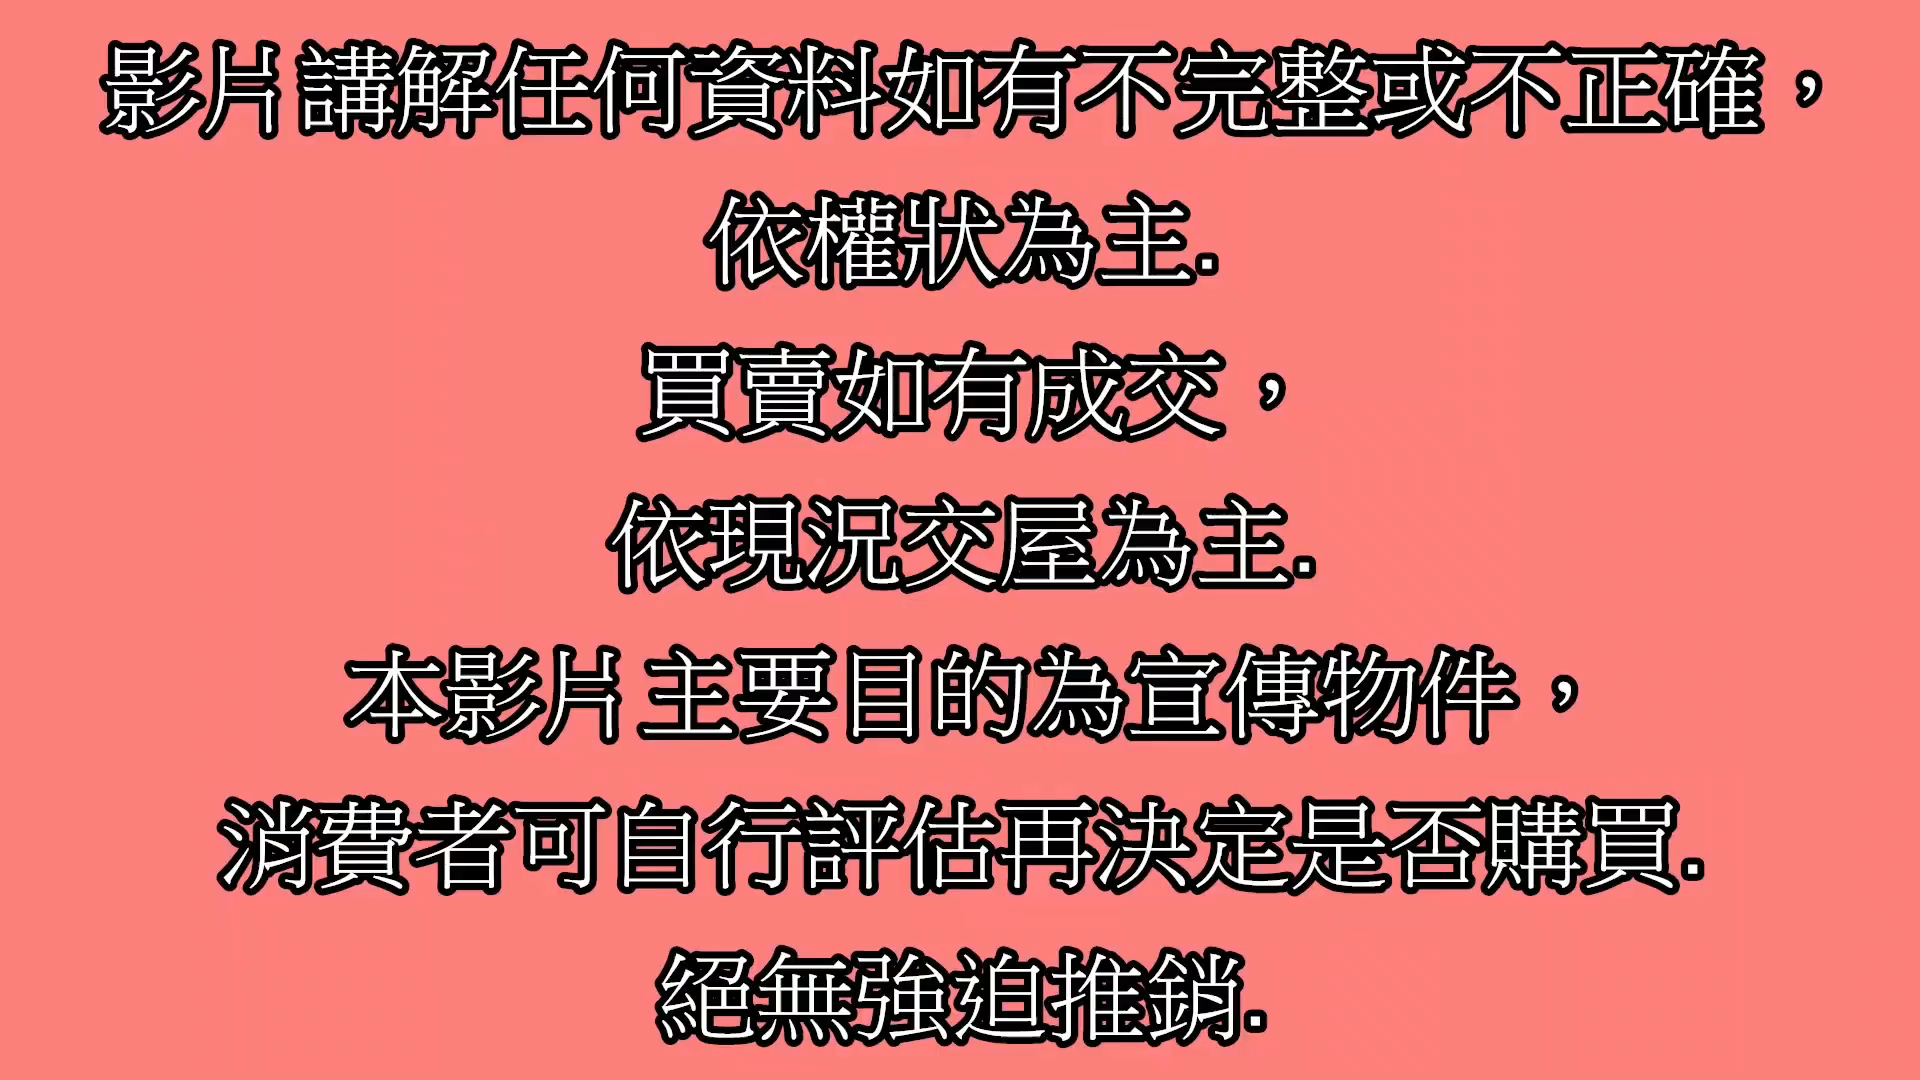 影片講解任何資料如有不完整或不正確，
依權狀為主.
買賣如有成交，
依現況交屋為主.
本影片主要目的為宣傳物件，
消費者可自行評估再決定是否購買.
絕無強迫推銷.